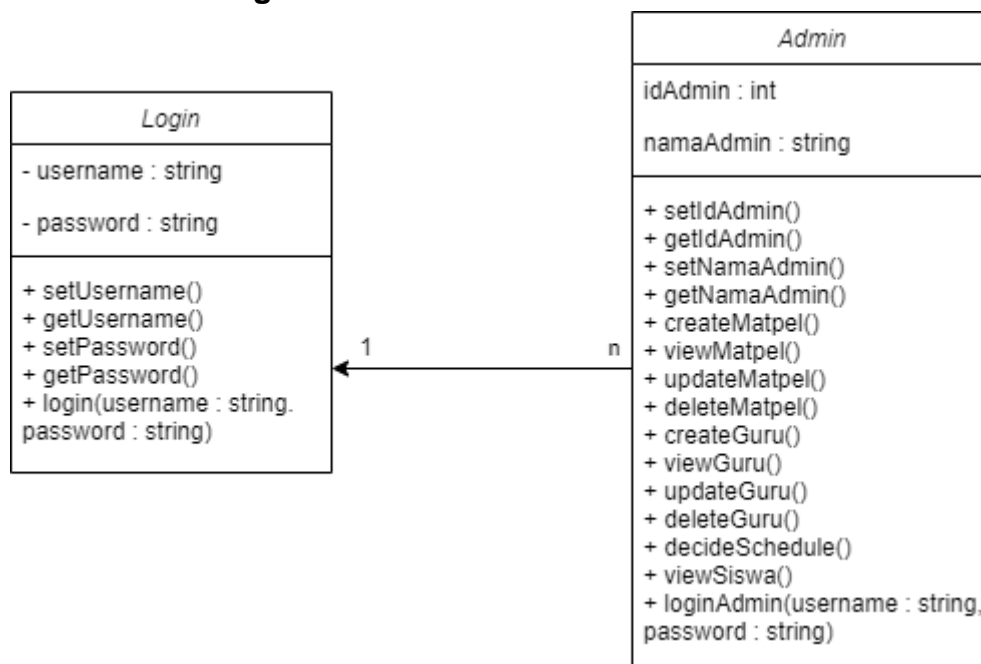 Login
- username : string
- password : string
+ setUsername()
+ getUsername()
+ setPassword()
+ getPassword()
+ login(username : string.
password : string)
1
n
Admin
idAdmin : int
namaAdmin : string
+ setIdAdmin()
+ getIdAdmin()
+ setNamaAdmin()
+ getNamaAdmin()
+ createMatpel()
+ viewMatpel()
+ updateMatpel()
+ deleteMatpel()
+ createGuru()
+ viewGuru()
+ updateGuru()
+ deleteGuru()
+ decideSchedule()
+ viewSiswa()
+ loginAdmin(username : string,
password : string)